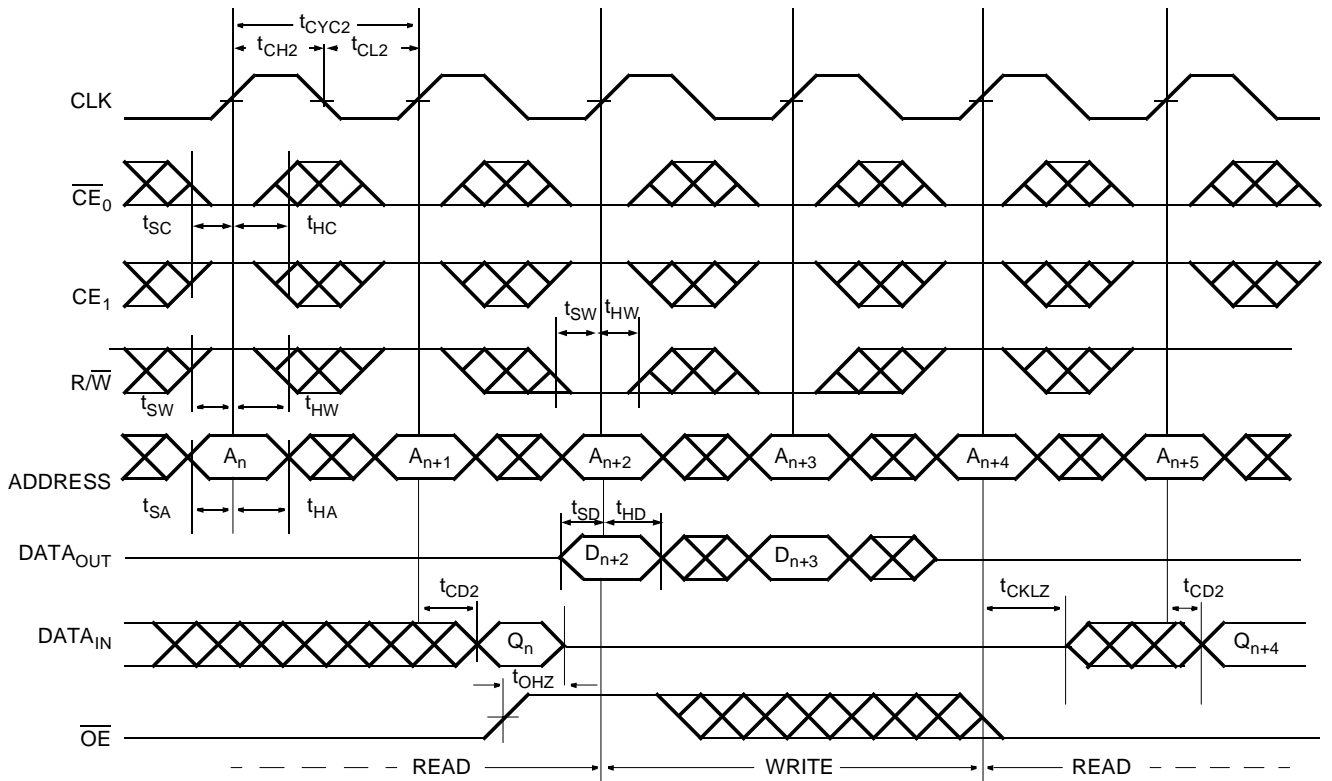 tCYC2
tCH2 tCL2
CLK
CE0
tSC tHC
CE1
tSW tHW
R/W
tSW tHW
An An+1 An+2 An+3 An+4 An+5
ADDRESS
tSA tHA tSD tHD
DATAOUT Dn+2 Dn+3
tCD2 tCKLZ tCD2
DATAIN Qn Qn+4
tOHZ
OE
READ WRITE READ